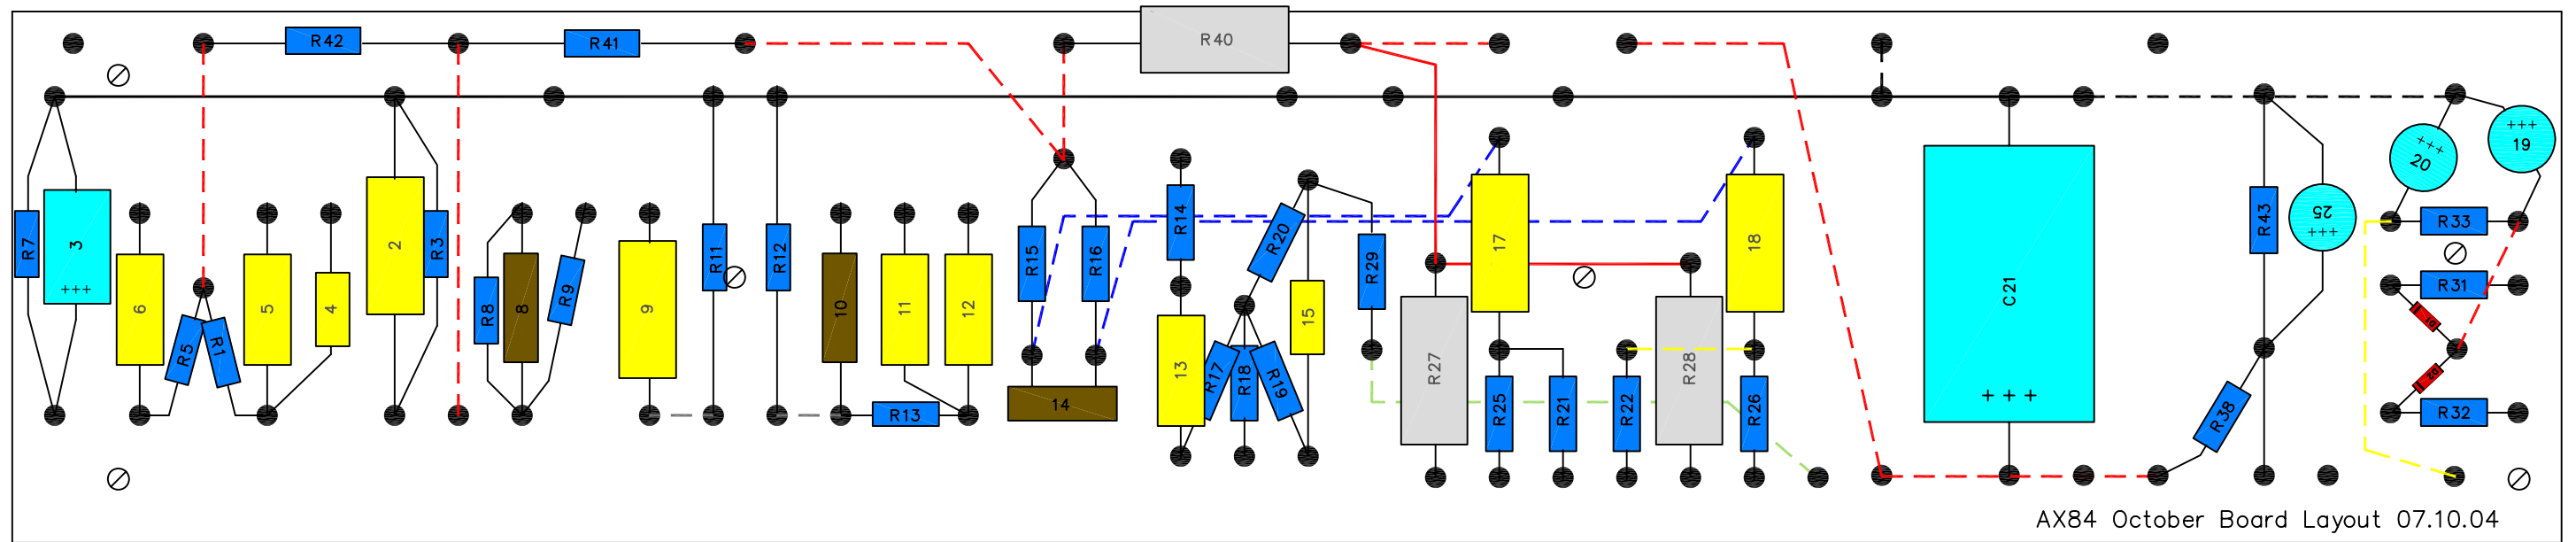 R42
R41
R40
R7
3
+++
6
R5
R1
5
4
2
R3
R8
8
R9
9
R11
R12
10
11
12
R13
R15
R16
14
R14
13
R20
R17
R18
R19
15
R29
R27
17
R25
R21
R22
R28
18
R26
C21
+++
R43
25
+++
R38
+++
20
+++
19
R33
R31
D1
D2
R32
AX84 October Board Layout 07.10.04